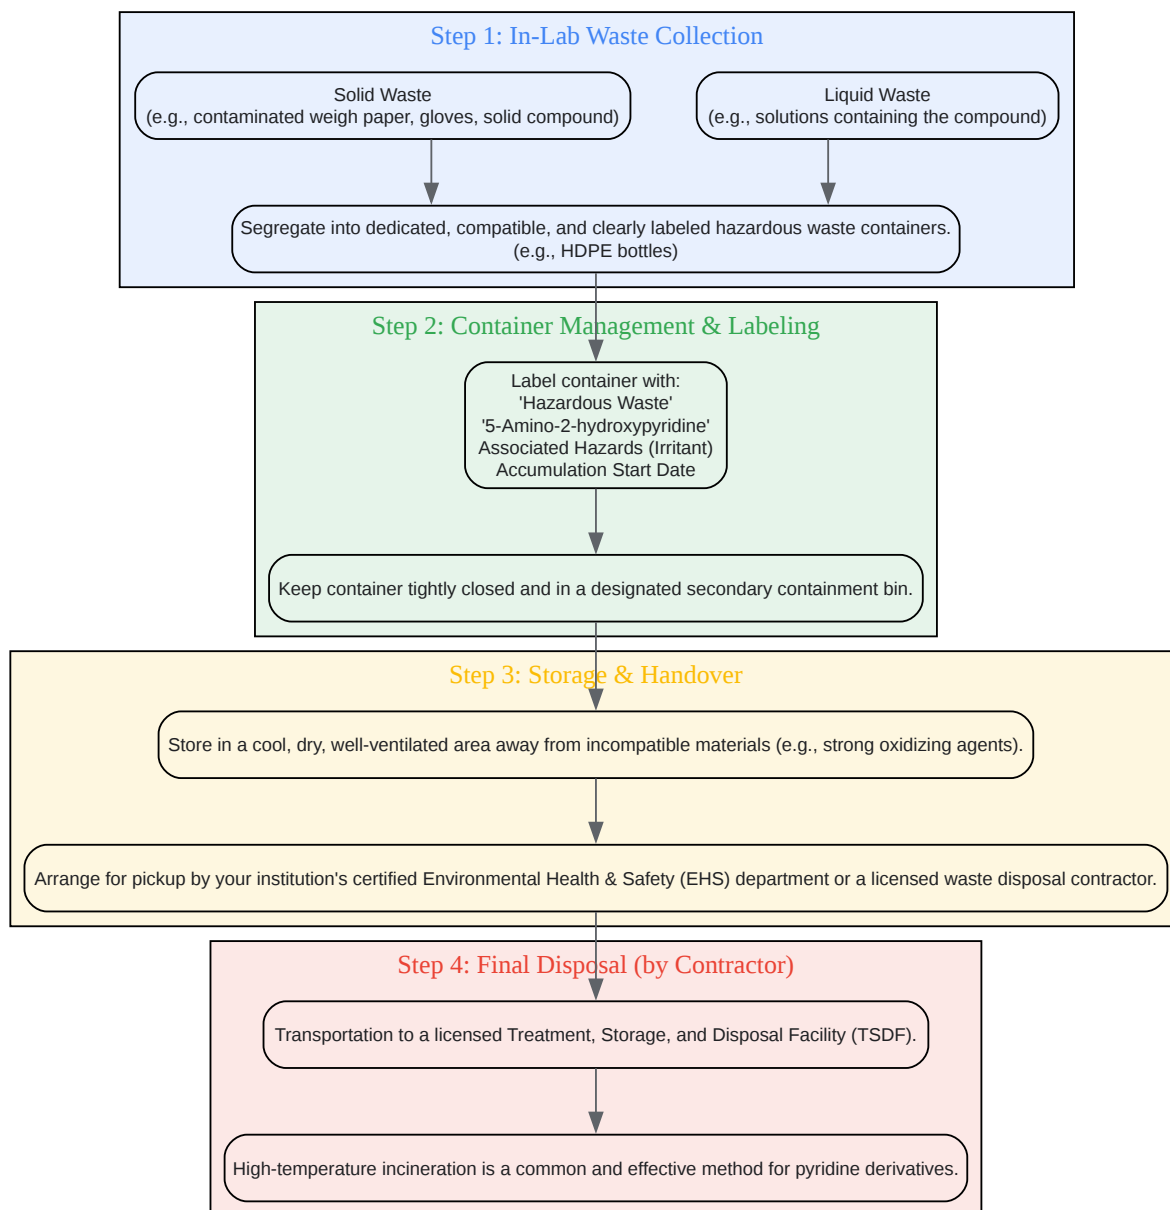 Step 1: In-Lab Waste Collection
Solid Waste
(e.g., contaminated weigh paper, gloves, solid compound)
Liquid Waste
(e.g., solutions containing the compound)
Segregate into dedicated, compatible, and clearly labeled hazardous waste containers.
(e.g., HDPE bottles)
Step 2: Container Management & Labeling
Label container with:
'Hazardous Waste'
'5-Amino-2-hydroxypyridine'
Associated Hazards (Irritant)
Accumulation Start Date
Keep container tightly closed and in a designated secondary containment bin.
Step 3: Storage & Handover
Store in a cool, dry, well-ventilated area away from incompatible materials (e.g., strong oxidizing agents).
Arrange for pickup by your institution's certified Environmental Health & Safety (EHS) department or a licensed waste disposal contractor.
Step 4: Final Disposal (by Contractor)
Transportation to a licensed Treatment, Storage, and Disposal Facility (TSDF).
High-temperature incineration is a common and effective method for pyridine derivatives.